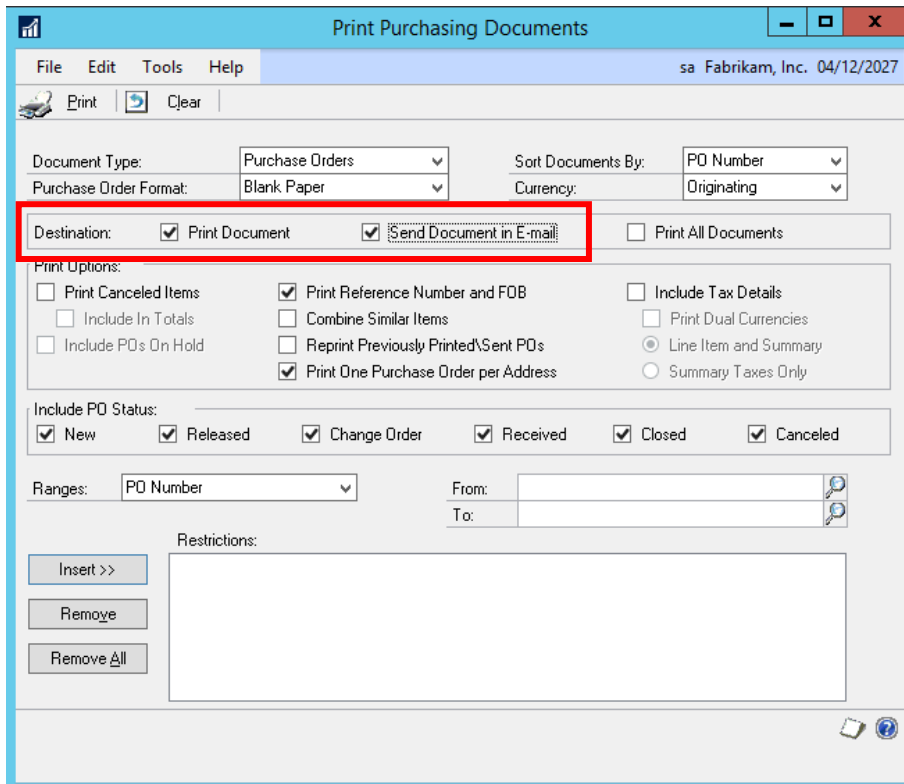 Print Purchasing Documents
File Edit Tools Help sa Fabrikam, Inc. 04/12/2027
Print Clear
Document Type: Purchase Orders Sort Documents By: PO Number
Purchase Order Format: Blank Paper Currency: Originating
Destination: Print Document Send Document in E-mail Print All Documents
Print Options:
Print Canceled Items Print Reference Number and FOB Include Tax Details
Include In Totals Combine Similar Items Print Dual Currencies
Include POs On Hold Reprint Previously Printed\Sent POs Line Item and Summary
Print One Purchase Order per Address Summary Taxes Only
Include PO Status:
New Released Change Order Received Closed Canceled
Ranges: PO Number From:
To:
Restrictions:
Insert >>
Remove
Remove All